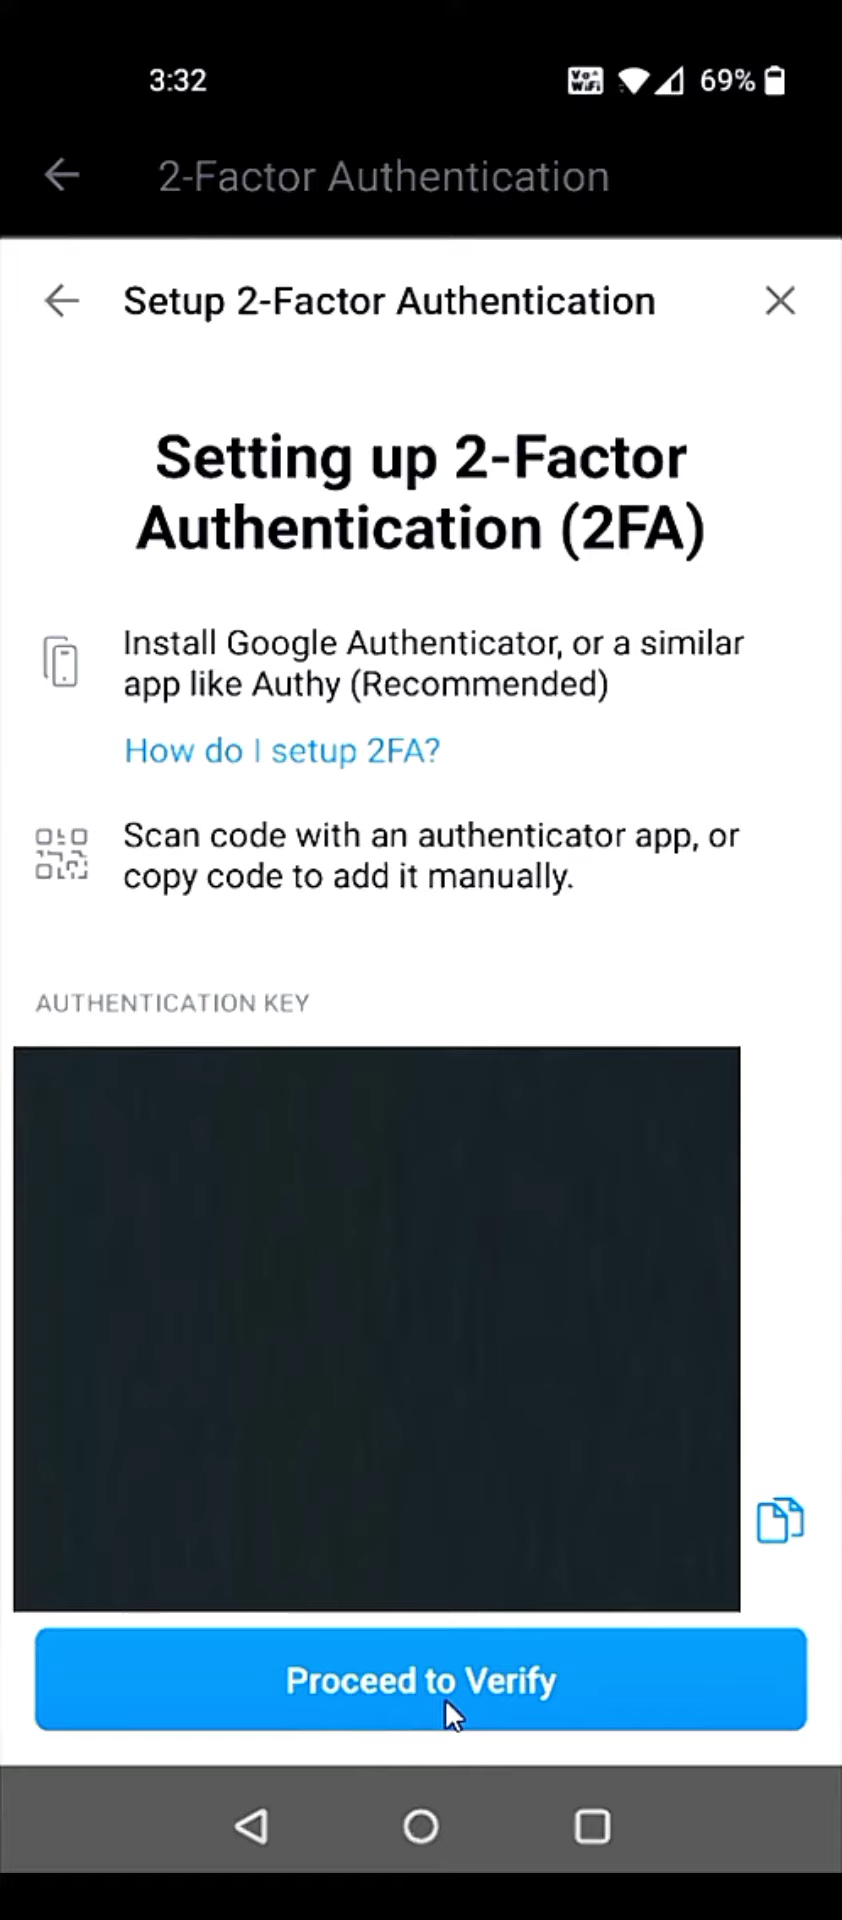 3:32
Vo
WiFi
69%
2-Factor Authentication
Setup 2-Factor Authentication
Setting up 2-Factor
Authentication (2FA)
Install Google Authenticator, or a similar
app like Authy (Recommended)
How do I setup 2FA?
Scan code with an authenticator app, or
copy code to add it manually.
AUTHENTICATION KEY
Proceed to Verify